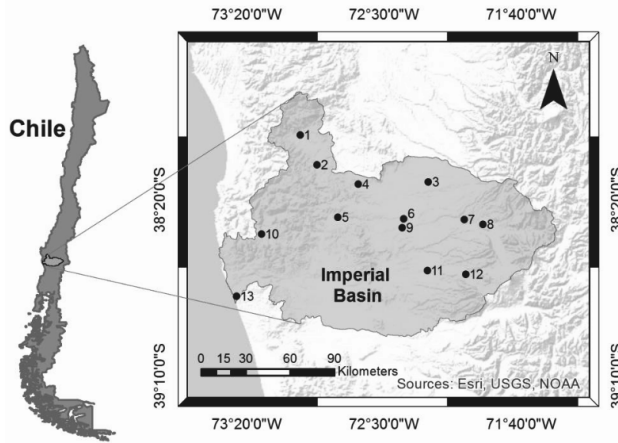 73°20'0"W 72°30'0"W 71°40'0"W
N
Chile
1
2
4
3
38°20'0"S
38°20'0"S
5
6
7
8
9
10
11
12
Imperial
Basin
13
0 15 30 60 90
Kilometers
Sources: Esri, USGS, NOAA
39°10'0"S
39°10'0"S
73°20'0"W 72°30'0"W 71°40'0"W